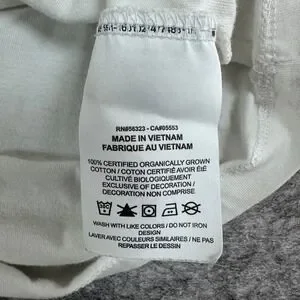 RN#56323 - CA#05553
MADE IN VIETNAM
FABRIQUE AU VIETNAM
100% CERTIFIED ORGANICALLY GROWN
COTTON / COTON CERTIFIÉ AVOIR ÉTÉ
CULTIVÉ BIOLOGIQUEMENT
EXCLUSIVE OF DECORATION /
DECORATION NON COMPRISE
WASH WITH LIKE COLORS / DO NOT IRON
DESIGN
LAVER AVEC COULEURS SIMILAIRES / NE PAS
REPASSER LE DESSIN